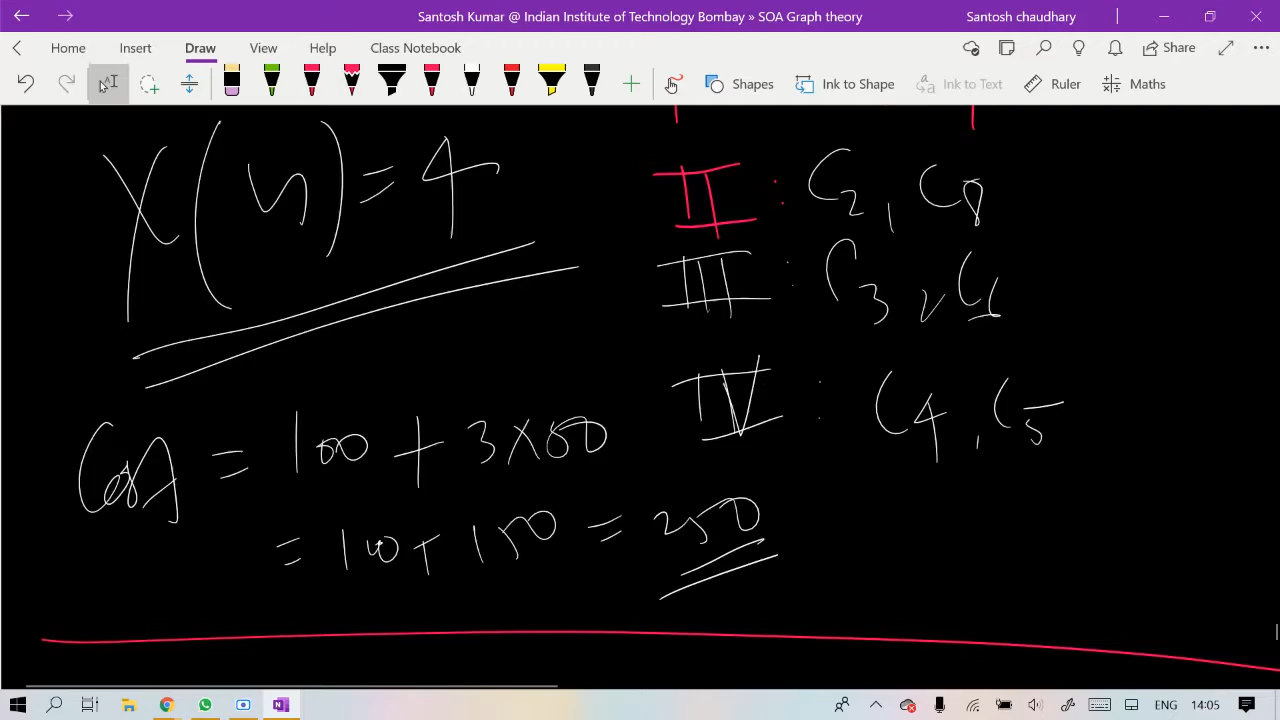 Santosh Kumar @ Indian Institute of Technology Bombay » SOA Graph theory
Santosh chaudhary
Home Insert Draw View Help Class Notebook
Share
Shapes
Ink to Shape
Ink to Text
Ruler
Maths
χ(G) = 4
II : C2, C8
III : C3, C6
IV : C4, C5
Cost = 100 + 3 × 50
= 100 + 150 = 250
ENG 14:05